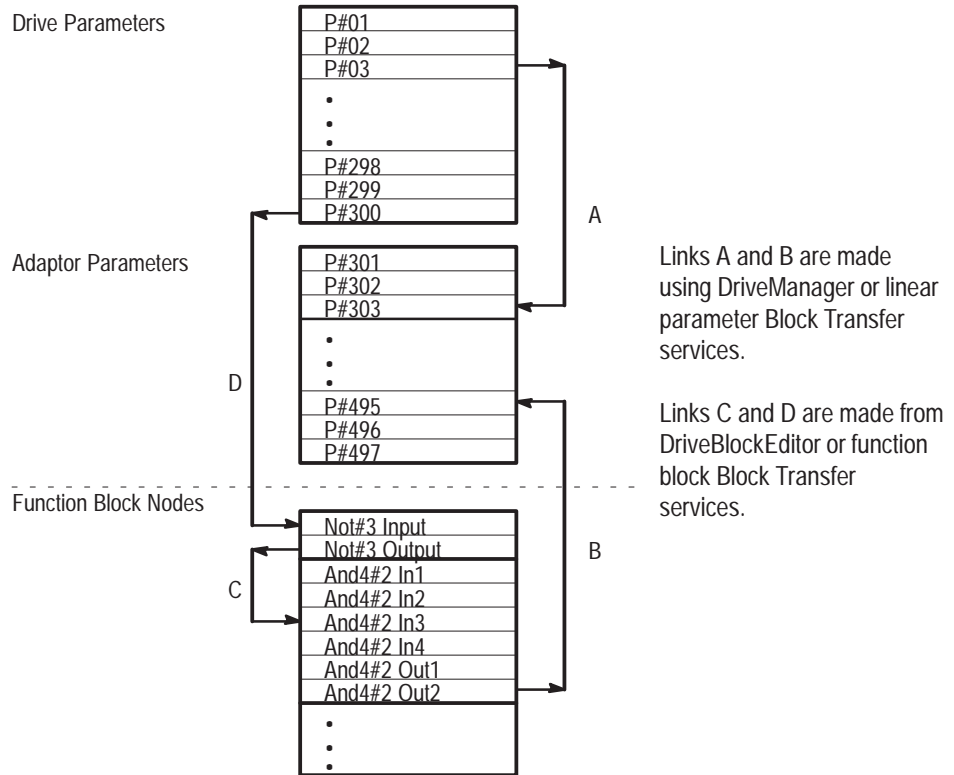 Drive Parameters
P#01
P#02
P#03
P#298
P#299
P#300
A
Adaptor Parameters
P#301
P#302
P#303
D
P#495
P#496
P#497
Links A and B are made
using DriveManager or linear
parameter Block Transfer
services.
Links C and D are made from
DriveBlockEditor or function
block Block Transfer
services.
Function Block Nodes
Not#3 Input
Not#3 Output
B
C
And4#2 In1
And4#2 In2
And4#2 In3
And4#2 In4
And4#2 Out1
And4#2 Out2